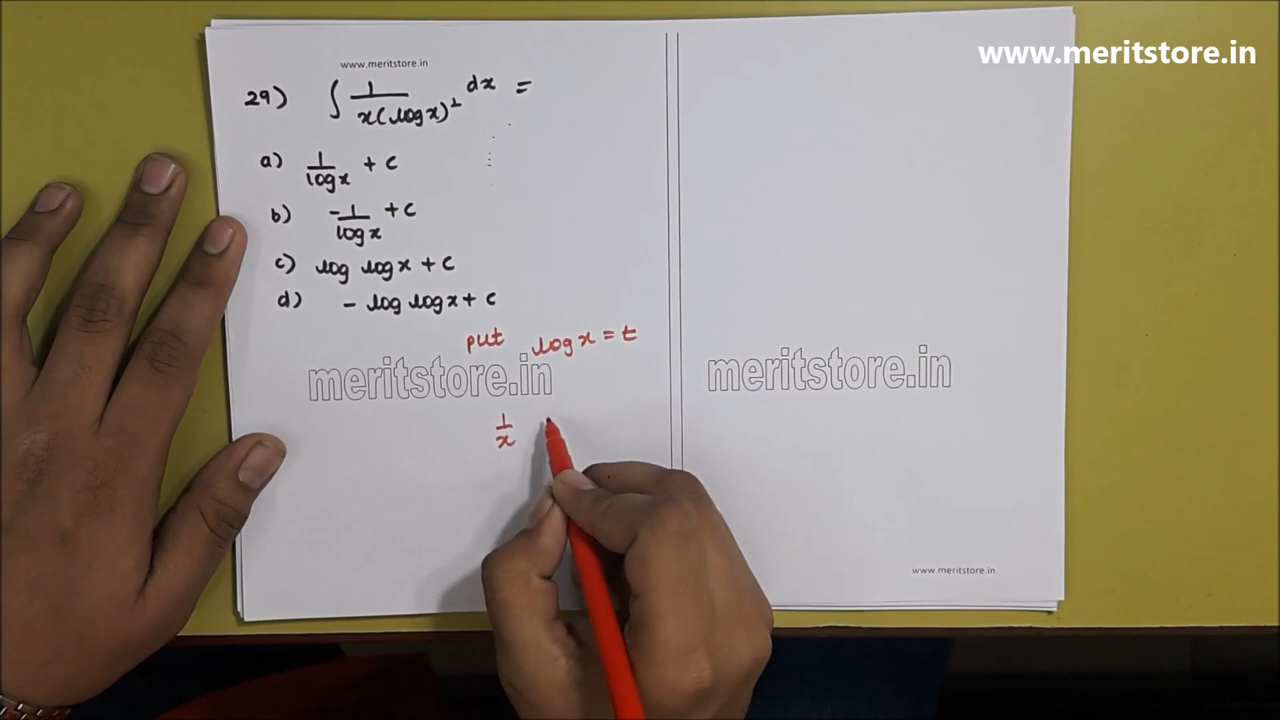 www.meritstore.in
www.meritstore.in
29) ∫ 1/x(log x)² dx =
a) 1/log x + c
b) -1/log x + c
c) log log x + c
d) - log log x + c
put log x = t
meritstore.in meritstore.in
1/x
www.meritstore.in